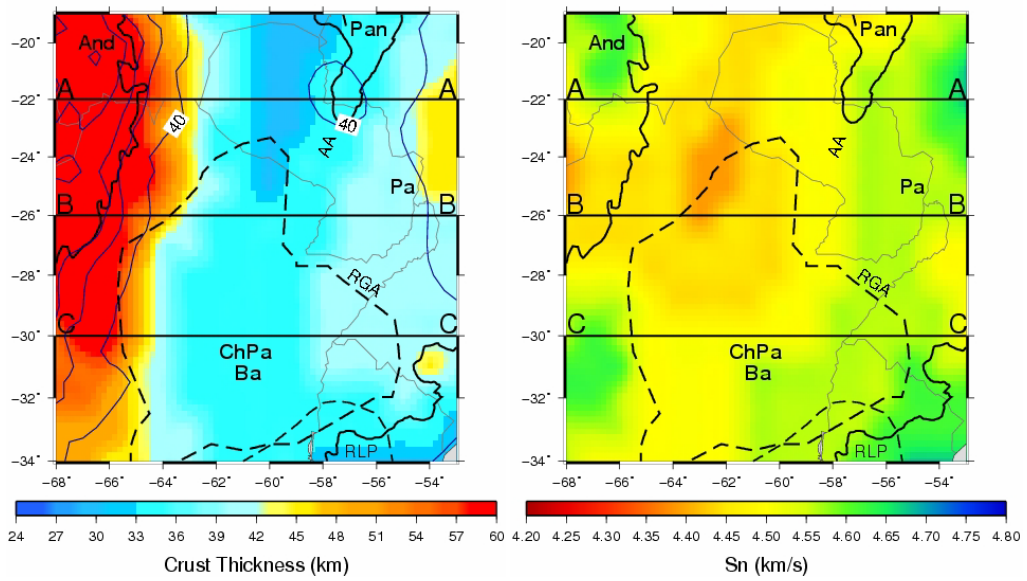 And
Pan
−20°
A
A
−22°
40
40
−24°
AA
Pa
B
B
−26°
−28°
RGA
C
C
−30°
ChPa
Ba
−32°
RLP
−34°
−68° −66° −64° −62° −60° −58° −56° −54°
24 27 30 33 36 39 42 45 48 51 54 57 60
Crust Thickness (km)
And
Pan
−20°
A
A
−22°
−24°
AA
Pa
B
B
−26°
−28°
RGA
C
C
−30°
ChPa
Ba
−32°
RLP
−34°
−68° −66° −64° −62° −60° −58° −56° −54°
4.20 4.25 4.30 4.35 4.40 4.45 4.50 4.55 4.60 4.65 4.70 4.75 4.80
Sn (km/s)